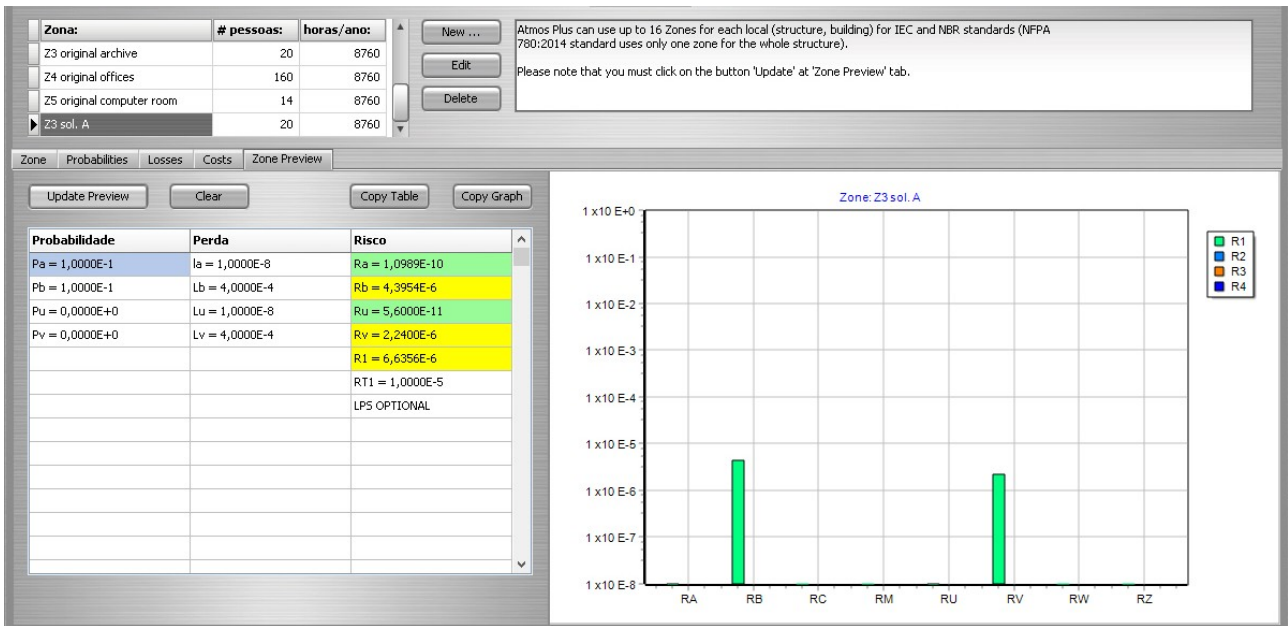 Zona: # pessoas: horas/ano:
Z3 original archive 20 8760
Z4 original offices 160 8760
Z5 original computer room 14 8760
Z3 sol. A 20 8760
New ...
Edit
Delete
Atmos Plus can use up to 16 Zones for each local (structure, building) for IEC and NBR standards (NFPA
780:2014 standard uses only one zone for the whole structure).
Please note that you must click on the button 'Update' at 'Zone Preview' tab.
Zone Probabilities Losses Costs Zone Preview
Update Preview Clear Copy Table Copy Graph
Probabilidade Perda Risco
Pa = 1,0000E-1 la = 1,0000E-8 Ra = 1,0989E-10
Pb = 1,0000E-1 Lb = 4,0000E-4 Rb = 4,3954E-6
Pu = 0,0000E+0 Lu = 1,0000E-8 Ru = 5,6000E-11
Pv = 0,0000E+0 Lv = 4,0000E-4 Rv = 2,2400E-6
R1 = 6,6356E-6
RT1 = 1,0000E-5
LPS OPTIONAL
Zone: Z3 sol. A
1 x10 E+0
1 x10 E-1
1 x10 E-2
1 x10 E-3
1 x10 E-4
1 x10 E-5
1 x10 E-6
1 x10 E-7
1 x10 E-8
RA RB RC RM RU RV RW RZ
R1
R2
R3
R4